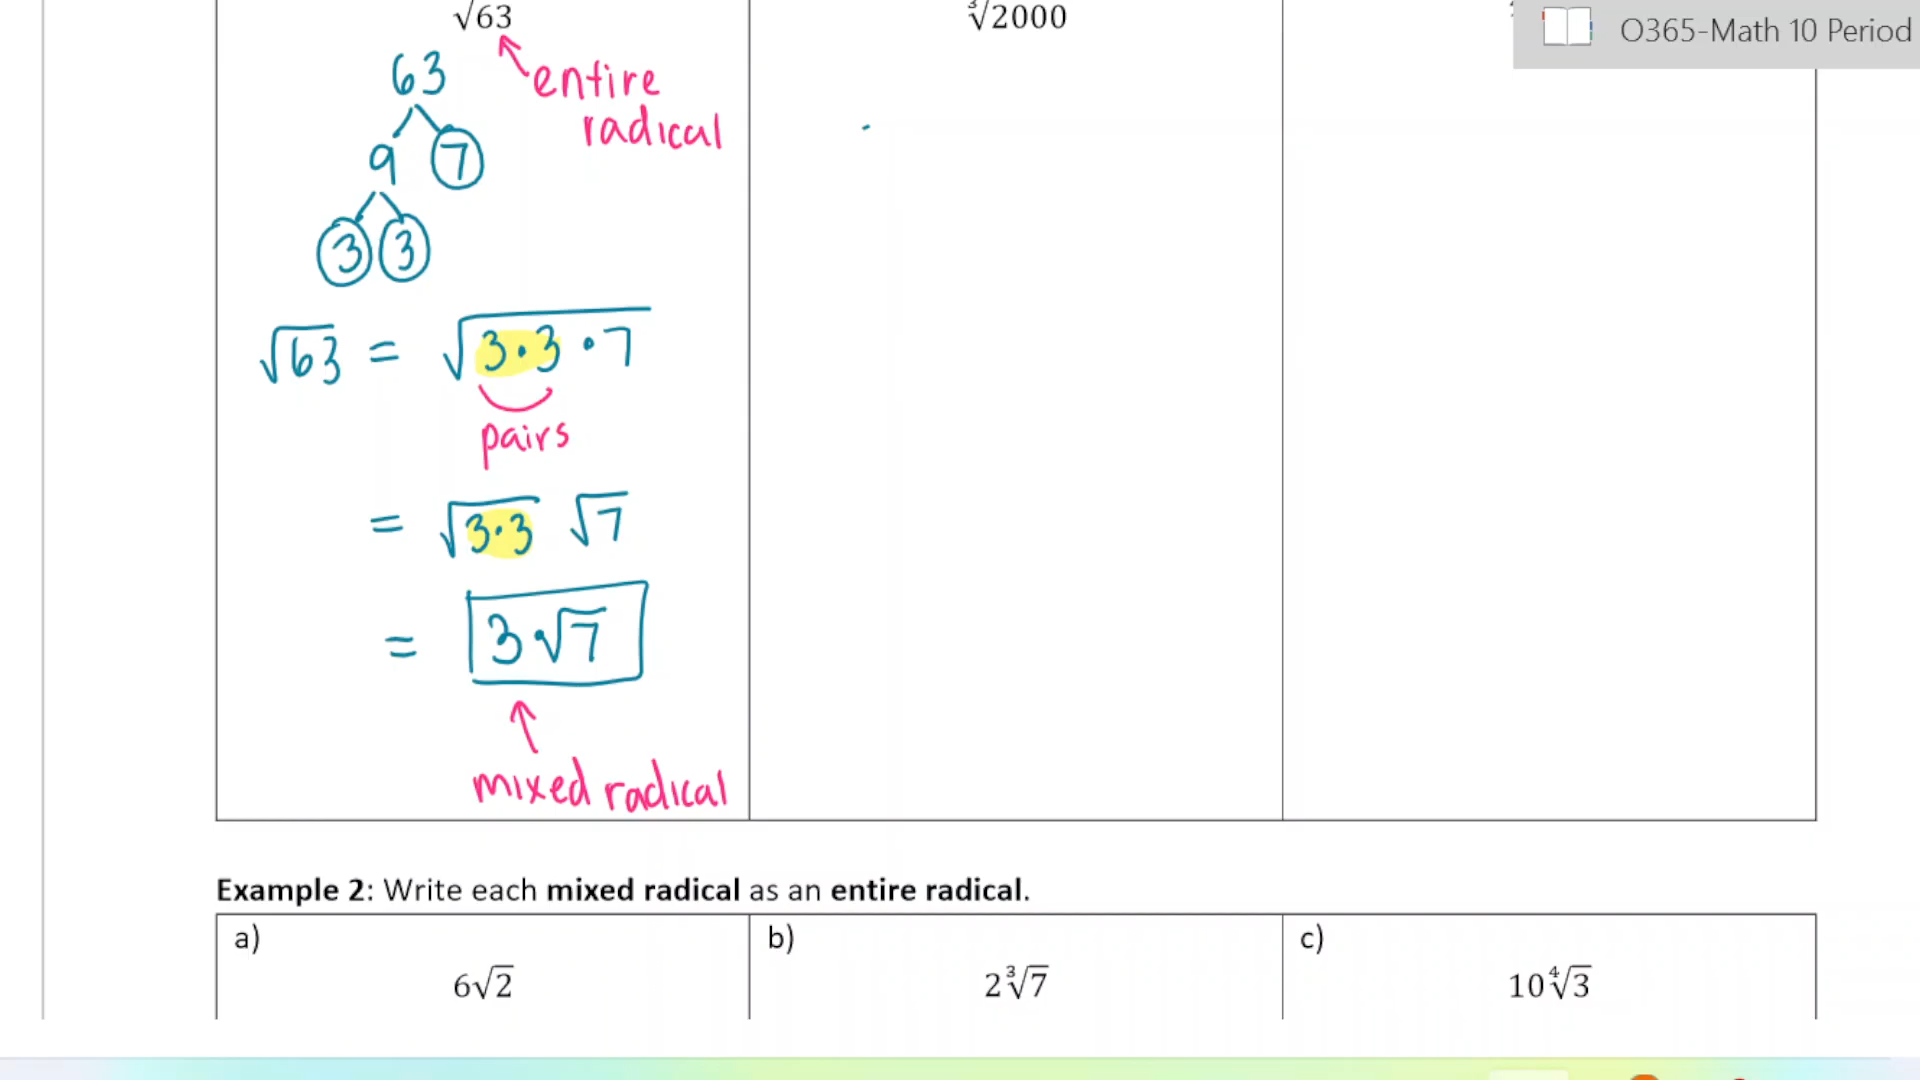 √63
∛2000
O365-Math 10 Period
63
entire
radical
9 7
3 3
√63 = √3·3·7
pairs
= √3·3 √7
= 3·√7
mixed radical
Example 2: Write each mixed radical as an entire radical.
a)
6√2
b)
2∛7
c)
10∜3